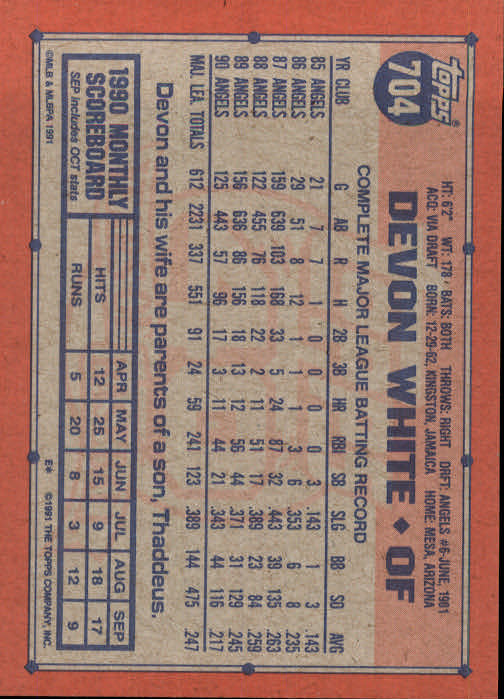 topps®
704
HT: 6'2" WT: 178 • BATS: BOTH THROWS: RIGHT DRFT: ANGELS #6-JUNE, 1981
ACQ: VIA DRAFT BORN: 12-29-62, KINGSTON, JAMAICA HOME: MESA, ARIZONA
DEVON WHITE ◆ OF
COMPLETE MAJOR LEAGUE BATTING RECORD
YR CLUB G AB R H 2B 3B HR RBI SB SLG BB SO AVG
85 ANGELS 21 7 7 1 0 0 0 0 3 .143 1 3 .143
86 ANGELS 29 51 8 12 1 1 1 3 6 .353 6 8 .235
87 ANGELS 159 639 103 168 33 5 24 87 32 .443 39 135 .263
88 ANGELS 122 455 76 118 22 2 11 51 17 .389 23 84 .259
89 ANGELS 156 636 86 156 18 13 12 56 44 .371 31 129 .245
90 ANGELS 125 443 57 96 17 3 11 44 21 .343 44 116 .217
MAJ. LEA. TOTALS 612 2231 337 551 91 24 59 241 123 .389 144 475 .247
Devon and his wife are parents of a son, Thaddeus.
1990 MONTHLY
SCOREBOARD
SEP includes OCT stats
APR MAY JUN JUL AUG SEP
HITS 12 25 15 9 18 17
RUNS 5 20 8 3 12 9
©MLB & MLBPA 1991
E* ©1991 THE TOPPS COMPANY, INC.